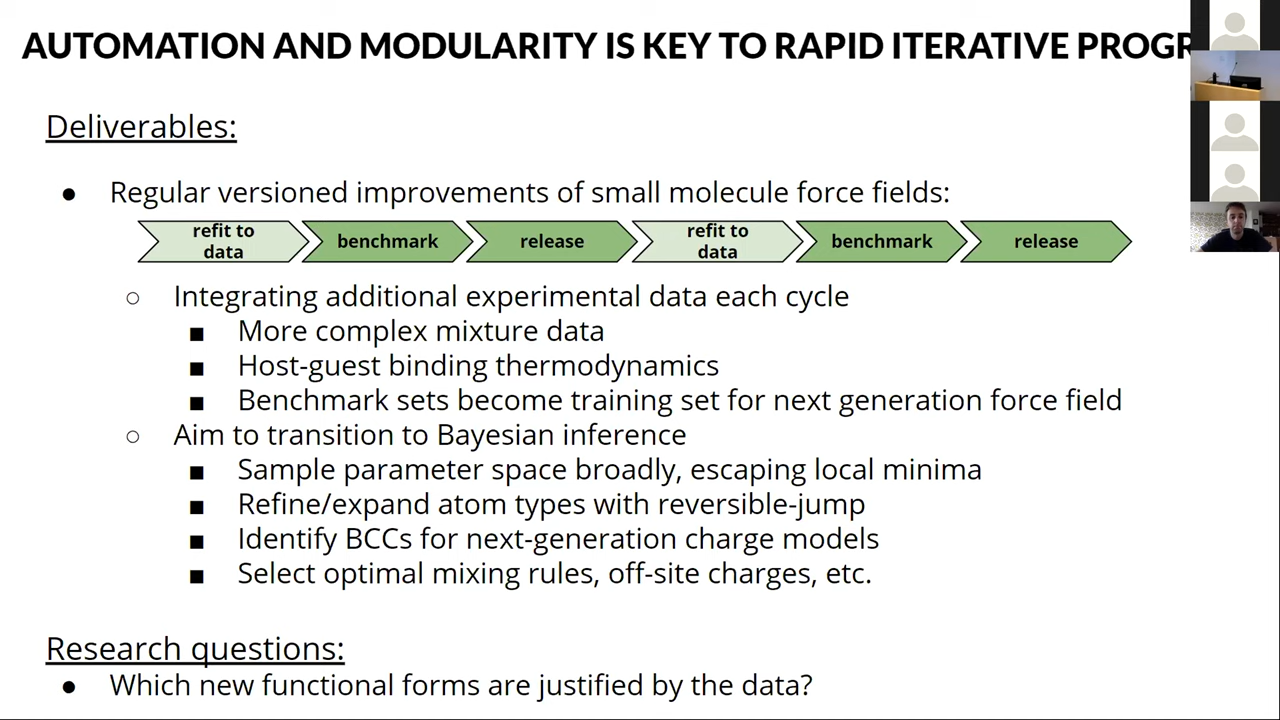 AUTOMATION AND MODULARITY IS KEY TO RAPID ITERATIVE PROGR
Deliverables:
● Regular versioned improvements of small molecule force fields:
refit to data
benchmark
release
refit to data
benchmark
release
○ Integrating additional experimental data each cycle
■ More complex mixture data
■ Host-guest binding thermodynamics
■ Benchmark sets become training set for next generation force field
○ Aim to transition to Bayesian inference
■ Sample parameter space broadly, escaping local minima
■ Refine/expand atom types with reversible-jump
■ Identify BCCs for next-generation charge models
■ Select optimal mixing rules, off-site charges, etc.
Research questions:
● Which new functional forms are justified by the data?